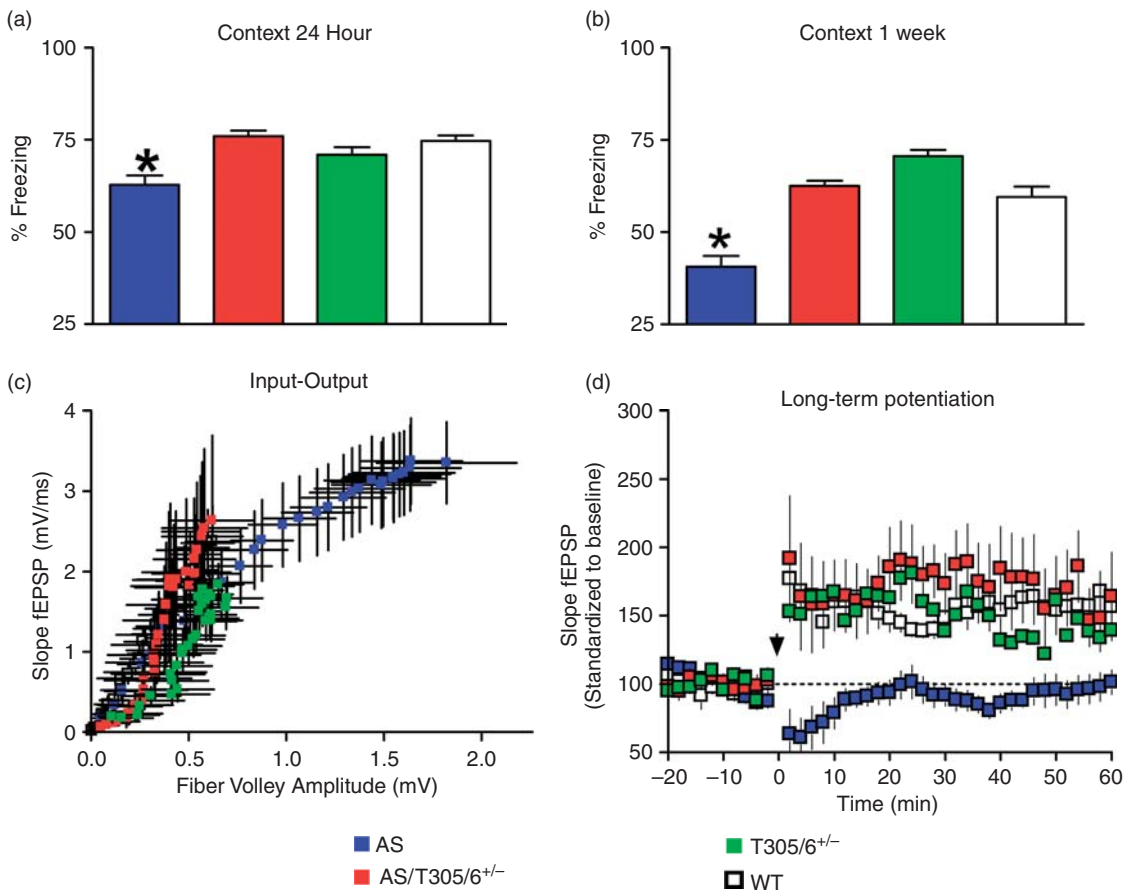 (a)
Context 24 Hour
% Freezing
100
75
50
25
*
(b)
Context 1 week
% Freezing
100
75
50
25
*
(c)
Input-Output
Slope fEPSP (mV/ms)
4
3
2
1
0
0.0 0.5 1.0 1.5 2.0
Fiber Volley Amplitude (mV)
(d)
Long-term potentiation
Slope fEPSP
(Standardized to baseline)
300
250
200
150
100
50
–20 –10 0 10 20 30 40 50 60
Time (min)
AS
AS/T305/6+/–
T305/6+/–
WT